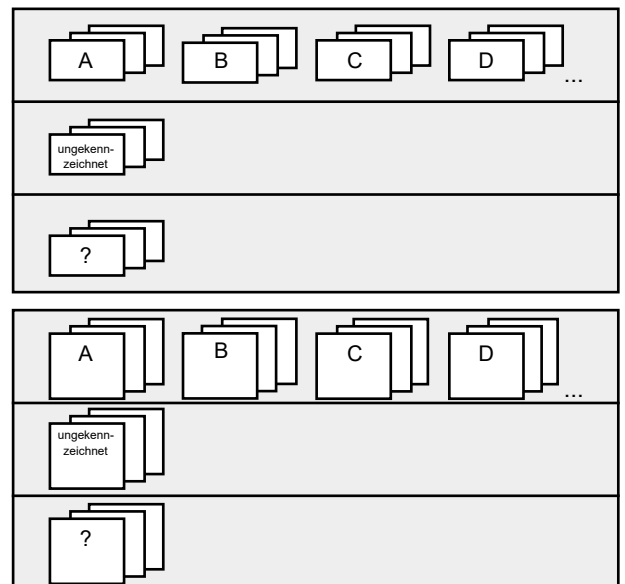 A B C D ...
ungekenn-
zeichnet
?
A B C D ...
ungekenn-
zeichnet
?